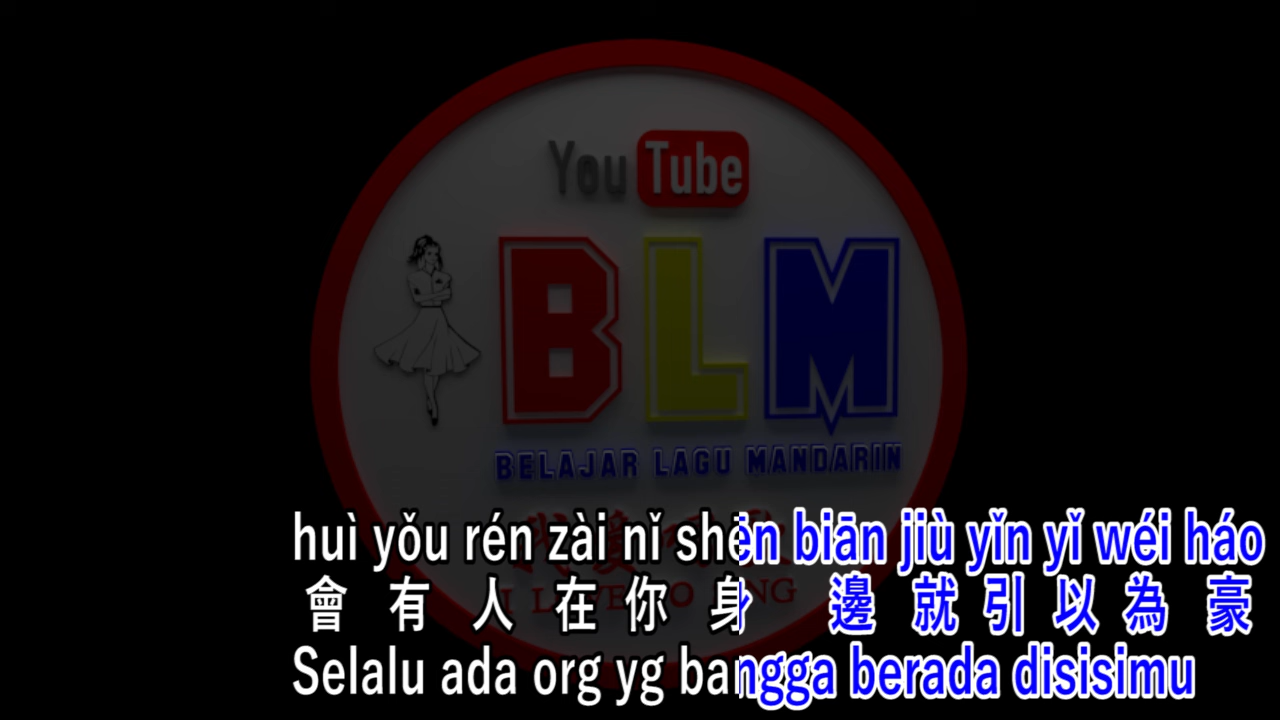 YouTube
BLM
BELAJAR LAGU MANDARIN
huì yǒu rén zài nǐ shēn biān jiù yǐn yǐ wéi háo
會有人在你身邊就引以為豪
Selalu ada org yg bangga berada disisimu